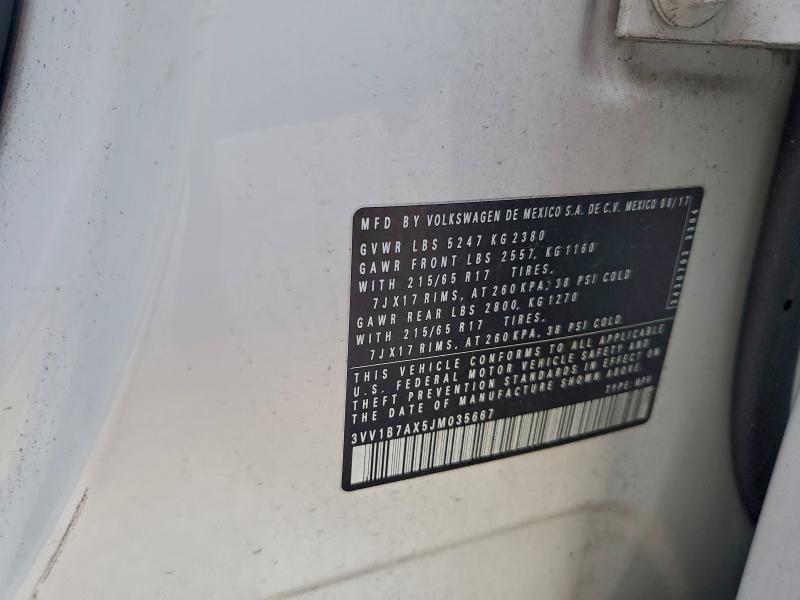 MFD BY VOLKSWAGEN DE MEXICO S.A. DE C.V. MEXICO 08/17
GVWR LBS 5247 KG 2380
GAWR FRONT LBS 2557, KG 1160
WITH 215/65 R17 TIRES.
7JX17 RIMS, AT 260 KPA, 38 PSI COLD
GAWR REAR LBS 2800, KG 1270
WITH 215/65 R17 TIRES.
7JX17 RIMS, AT 260 KPA, 38 PSI COLD
THIS VEHICLE CONFORMS TO ALL APPLICABLE
U.S. FEDERAL MOTOR VEHICLE SAFETY AND
THEFT PREVENTION STANDARDS IN EFFECT ON
THE DATE OF MANUFACTURE SHOWN ABOVE.
TYPE: MPV
3VV1B7AX5JM035667